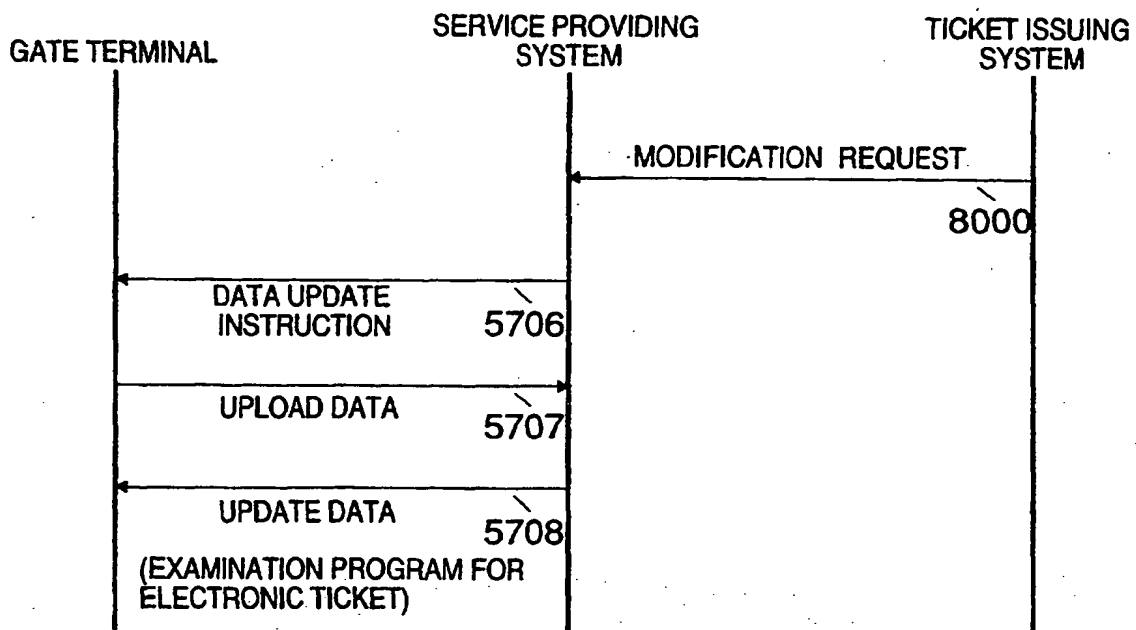 GATE TERMINAL
SERVICE PROVIDING
SYSTEM
TICKET ISSUING
SYSTEM
MODIFICATION REQUEST
8000
DATA UPDATE
INSTRUCTION
5706
UPLOAD DATA
5707
UPDATE DATA
5708
(EXAMINATION PROGRAM FOR
ELECTRONIC TICKET)